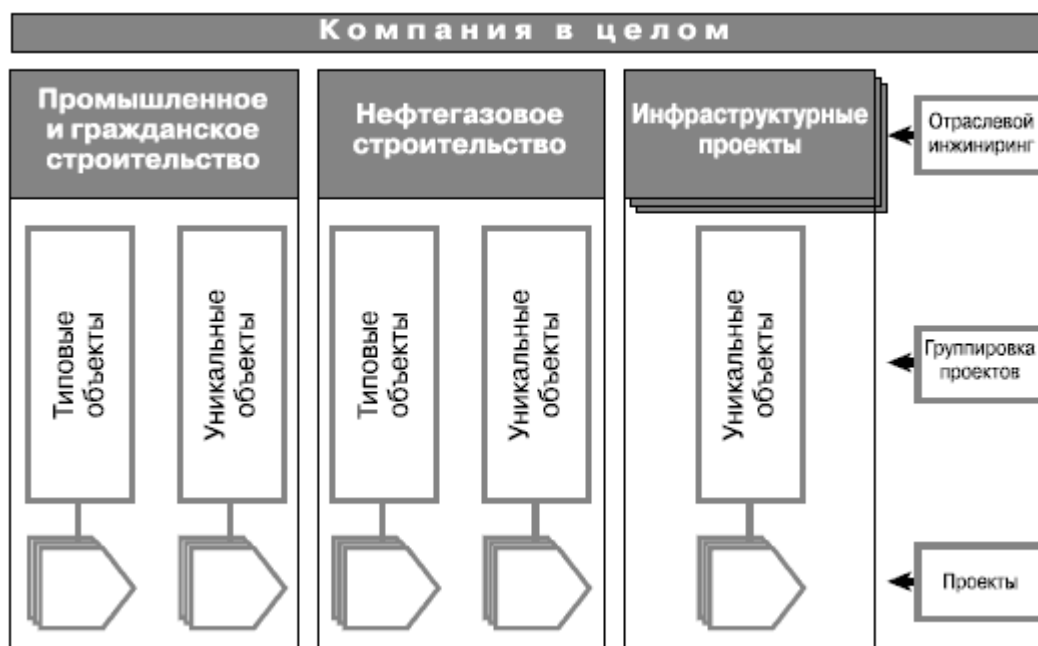 Компания в целом
Промышленное
и гражданское
строительство
Нефтегазовое
строительство
Инфраструктурные
проекты
Отраслевой
инжиниринг
Типовые
объекты
Уникальные
объекты
Типовые
объекты
Уникальные
объекты
Уникальные
объекты
Группировка
проектов
Проекты